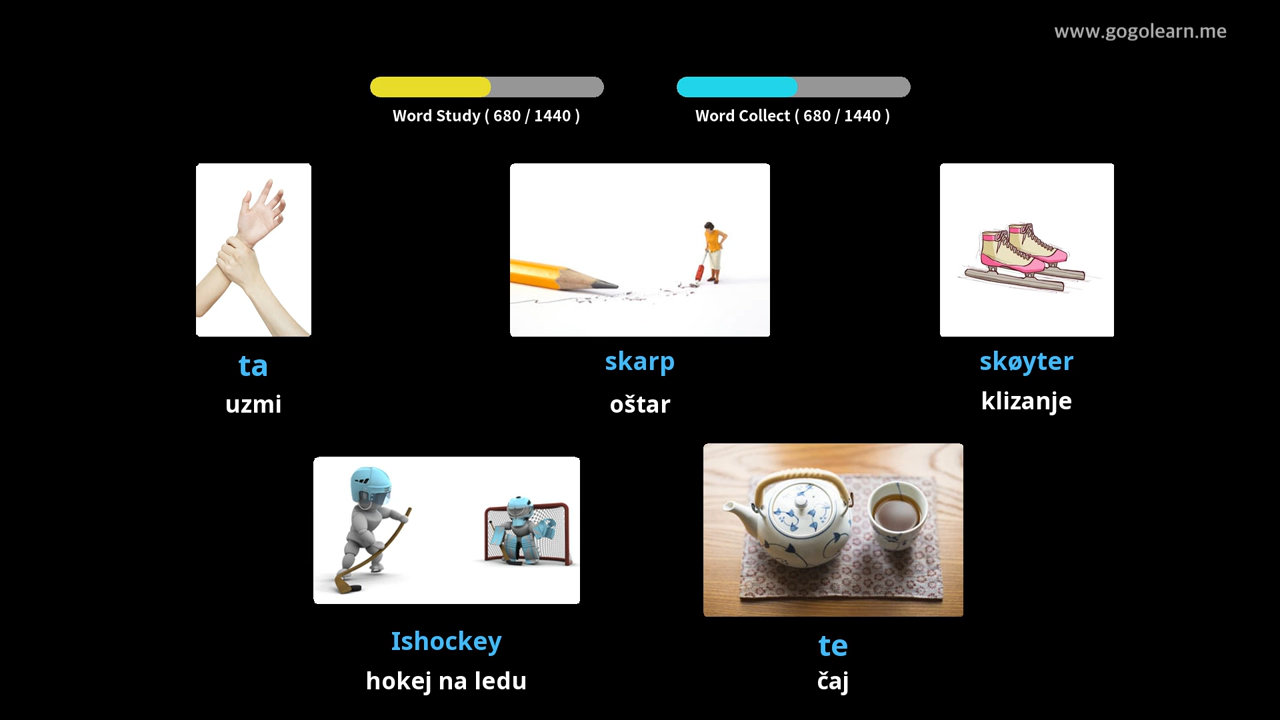 www.gogolearn.me
Word Study ( 680 / 1440 )
Word Collect ( 680 / 1440 )
ta
uzmi
skarp
oštar
skøyter
klizanje
Ishockey
hokej na ledu
te
čaj